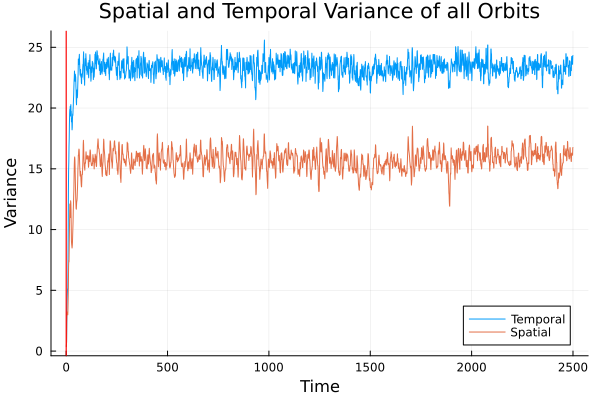 Spatial and Temporal Variance of all Orbits
Variance
25
20
15
10
5
0
Temporal
Spatial
0 500 1000 1500 2000 2500
Time